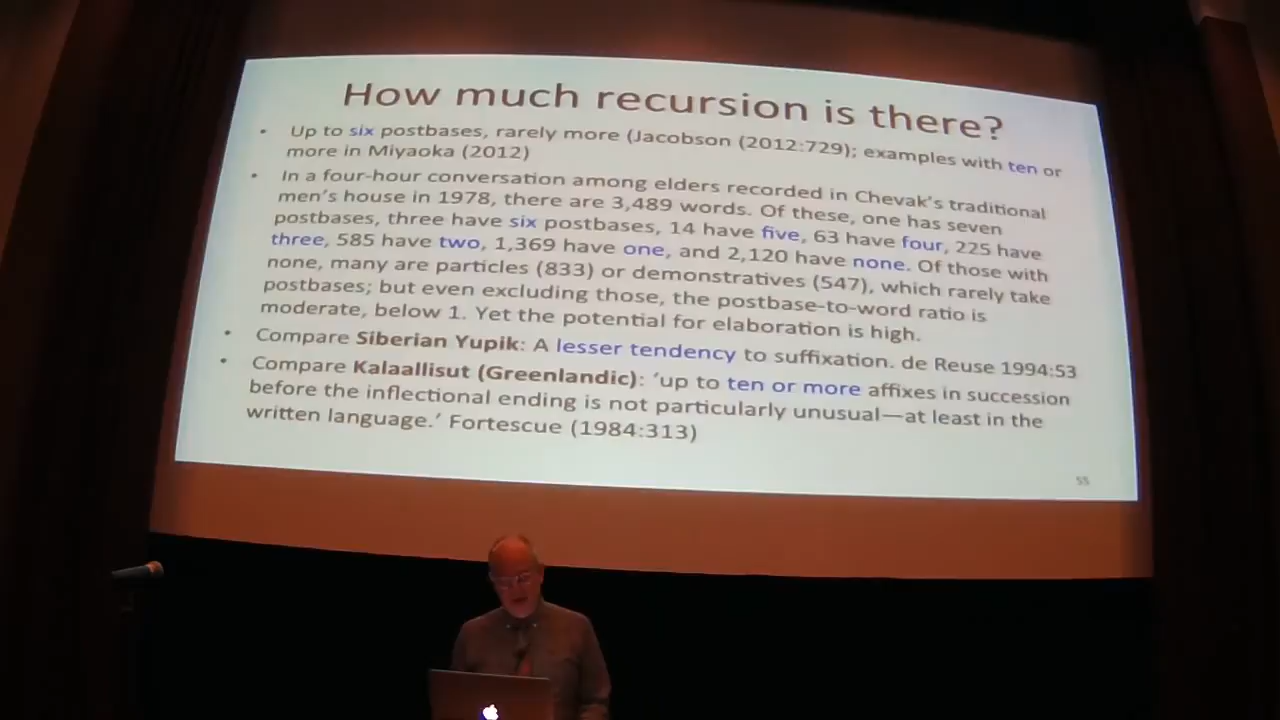 How much recursion is there?
• Up to six postbases, rarely more (Jacobson (2012:729); examples with ten or
more in Miyaoka (2012)
• In a four-hour conversation among elders recorded in Chevak's traditional
men's house in 1978, there are 3,489 words. Of these, one has seven
postbases, three have six postbases, 14 have five, 63 have four, 225 have
three, 585 have two, 1,369 have one, and 2,120 have none. Of those with
none, many are particles (833) or demonstratives (547), which rarely take
postbases; but even excluding those, the postbase-to-word ratio is
moderate, below 1. Yet the potential for elaboration is high.
• Compare Siberian Yupik: A lesser tendency to suffixation. de Reuse 1994:53
• Compare Kalaallisut (Greenlandic): 'up to ten or more affixes in succession
before the inflectional ending is not particularly unusual—at least in the
written language.' Fortescue (1984:313)
55